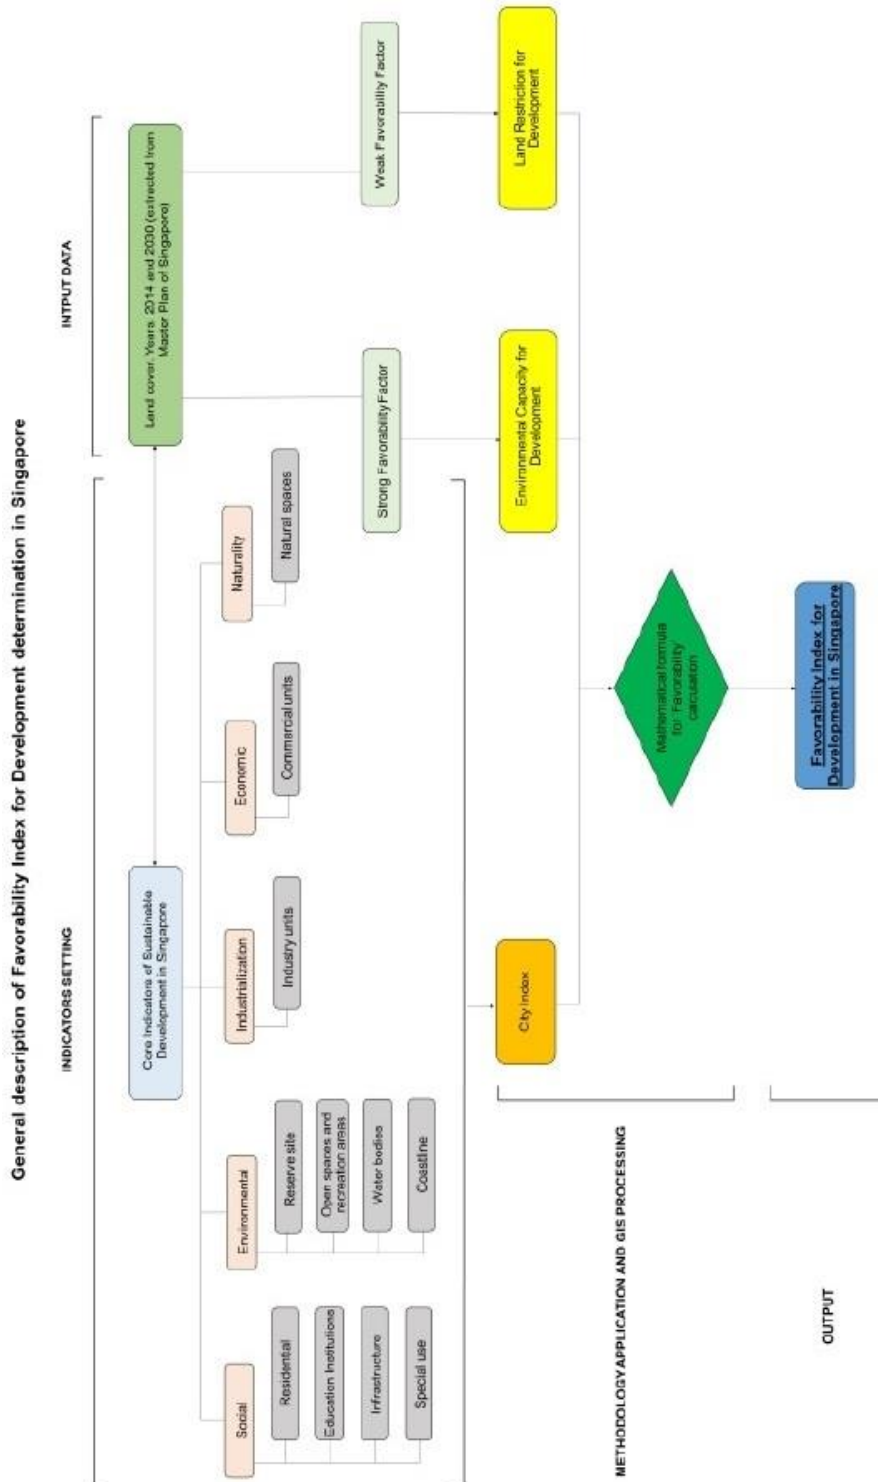 General description of Favorability Index for Development determination in Singapore
INDICATORS SETTING
INTPUT DATA
Core Indicators of Sustainable
Development in Singapore
Land cover. Years: 2014 and 2030 (extracted from
Master Plan of Singapore)
Social
Environmental
Industrialization
Economic
Naturality
Residential
Education Institutions
Infrastructure
Special use
Reserve site
Open spaces and
recreation areas
Water bodies
Coastline
Industry units
Commercial units
Natural spaces
Strong Favorability Factor
Weak Favorability Factor
METHODOLOGY APPLICATION AND GIS PROCESSING
City Index
Environmental Capacity for
Development
Land Restriction for
Development
Mathematical formula
for 'Favorability'
calculation
OUTPUT
Favorability Index for
Development in Singapore